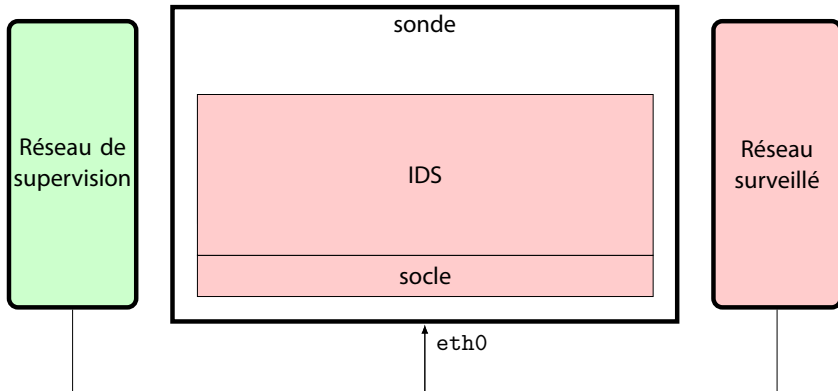 sonde
Réseau de
supervision
IDS
Réseau
surveillé
socle
eth0